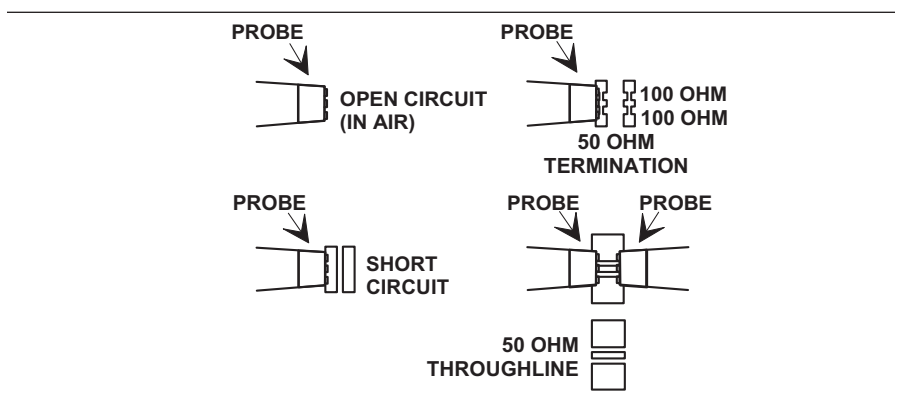 PROBE
OPEN CIRCUIT
(IN AIR)
PROBE
100 OHM
100 OHM
50 OHM
TERMINATION
PROBE
SHORT
CIRCUIT
PROBE
PROBE
50 OHM
THROUGHLINE